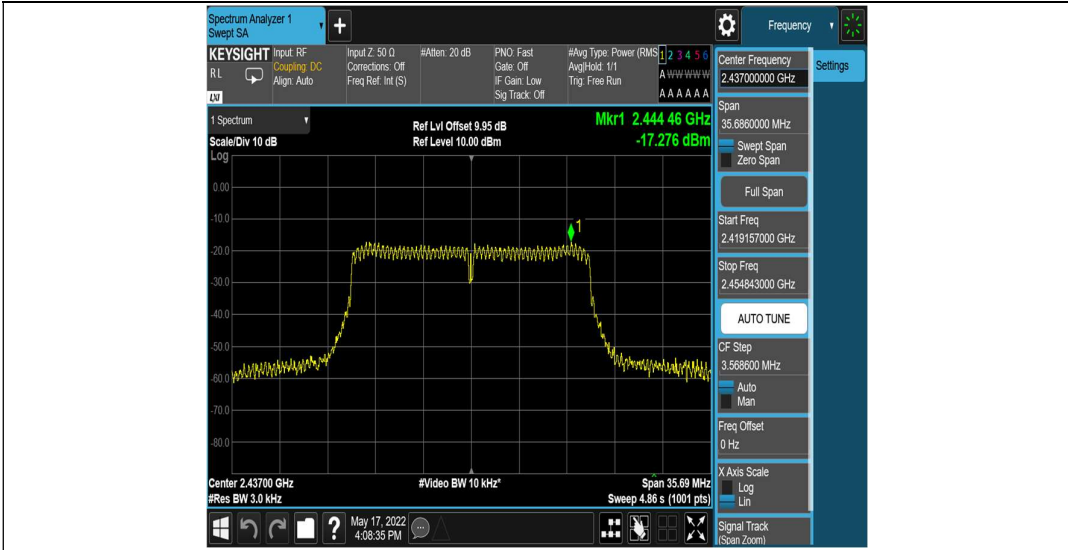 Spectrum Analyzer 1
Swept SA
+
Frequency
KEYSIGHT
RL
LXI
Input: RF
Coupling: DC
Align: Auto
Input Z: 50 Ω
Corrections: Off
Freq Ref: Int (S)
#Atten: 20 dB
PNO: Fast
Gate: Off
IF Gain: Low
Sig Track: Off
#Avg Type: Power (RMS
Avg|Hold: 1/1
Trig: Free Run
1 2 3 4 5 6
A W W W W W
A A A A A A
1 Spectrum
Scale/Div 10 dB
Log
Ref Lvl Offset 9.95 dB
Ref Level 10.00 dBm
Mkr1 2.444 46 GHz
-17.276 dBm
0.00
-10.0
-20.0
-30.0
-40.0
-50.0
-60.0
-70.0
-80.0
1
Center 2.43700 GHz
#Res BW 3.0 kHz
#Video BW 10 kHz*
Span 35.69 MHz
Sweep 4.86 s (1001 pts)
?
May 17, 2022
4:08:35 PM
Center Frequency
2.437000000 GHz
Settings
Span
35.6860000 MHz
Swept Span
Zero Span
Full Span
Start Freq
2.419157000 GHz
Stop Freq
2.454843000 GHz
AUTO TUNE
CF Step
3.568600 MHz
Auto
Man
Freq Offset
0 Hz
X Axis Scale
Log
Lin
Signal Track
(Span Zoom)